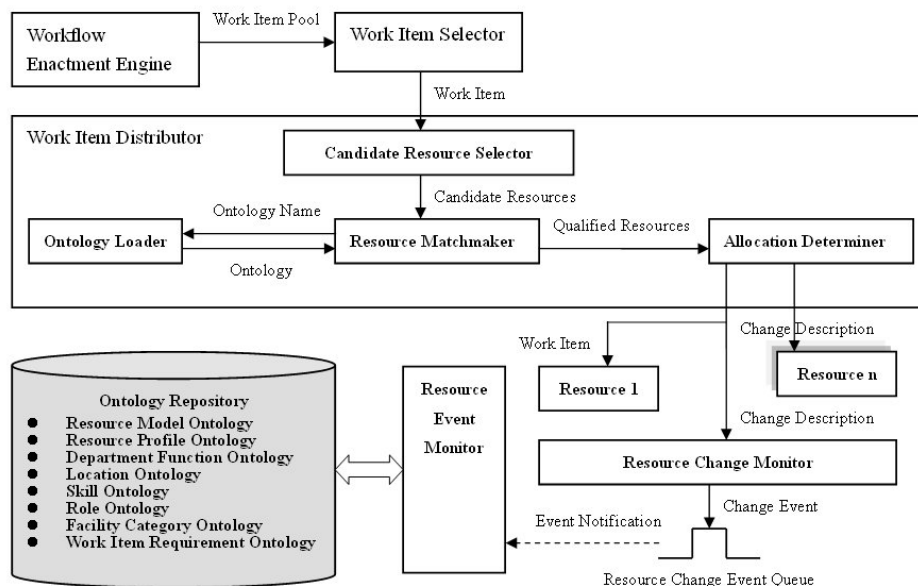 Work Item Pool
Workflow
Enactment Engine
Work Item Selector
Work Item
Work Item Distributor
Candidate Resource Selector
Candidate Resources
Ontology Name
Qualified Resources
Ontology Loader
Resource Matchmaker
Allocation Determiner
Ontology
Change Description
Work Item
Resource 1
Resource n
Change Description
Resource
Event
Monitor
Ontology Repository
● Resource Model Ontology
● Resource Profile Ontology
● Department Function Ontology
● Location Ontology
● Skill Ontology
● Role Ontology
● Facility Category Ontology
● Work Item Requirement Ontology
Resource Change Monitor
Change Event
Event Notification
Resource Change Event Queue